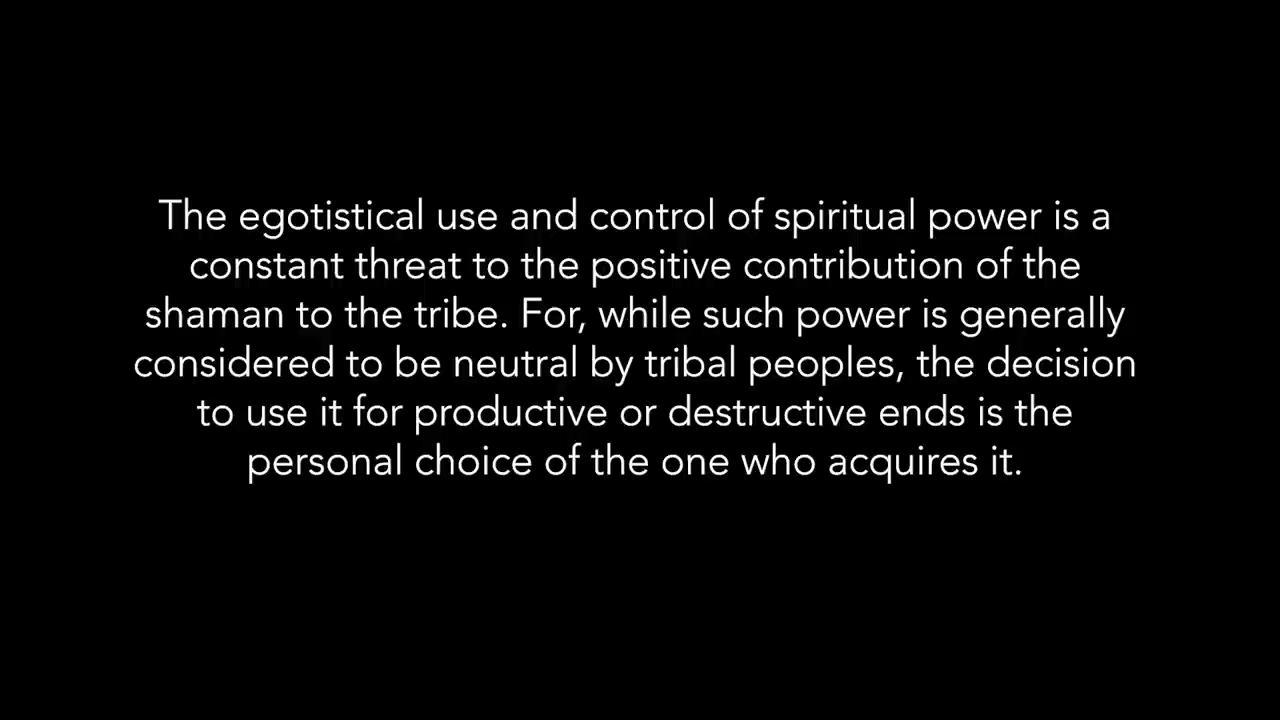 The egotistical use and control of spiritual power is a
constant threat to the positive contribution of the
shaman to the tribe. For, while such power is generally
considered to be neutral by tribal peoples, the decision
to use it for productive or destructive ends is the
personal choice of the one who acquires it.